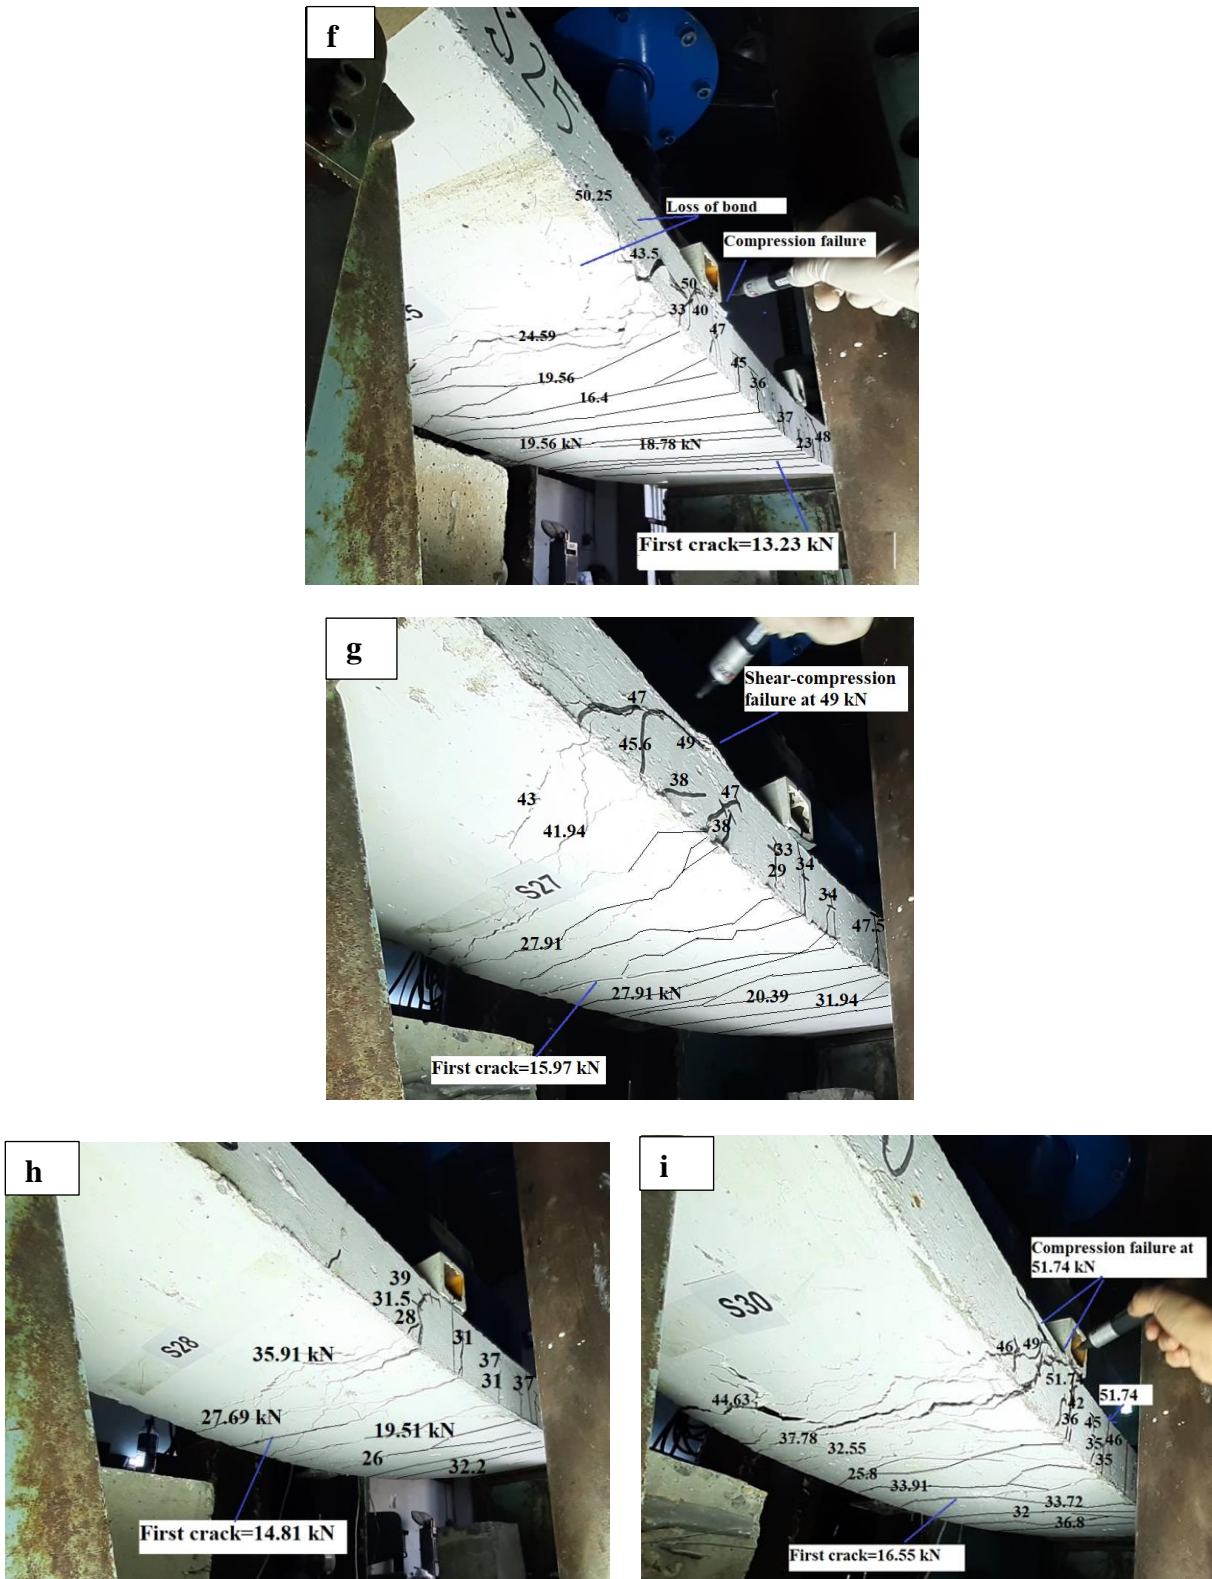 f
S25
50.25
Loss of bond
Compression failure
43.5
50
33 40
47
24.59
45
36
19.56
16.4
37
23 48
19.56 kN
18.78 kN
First crack=13.23 kN
g
Shear-compression
failure at 49 kN
47
45.6
49
38
47
43
41.94
38
33
34
29
S27
34
47.5
27.91
27.91 kN
20.39
31.94
First crack=15.97 kN
h
39
31.5
28
31
S28
35.91 kN
37
31 37
27.69 kN
19.51 kN
26
32.2
First crack=14.81 kN
i
Compression failure at
51.74 kN
S30
46
49
51.74
51.74
44.63
42
36
45
46
35
35
37.78
32.55
25.8
33.91
33.72
32
36.8
First crack=16.55 kN